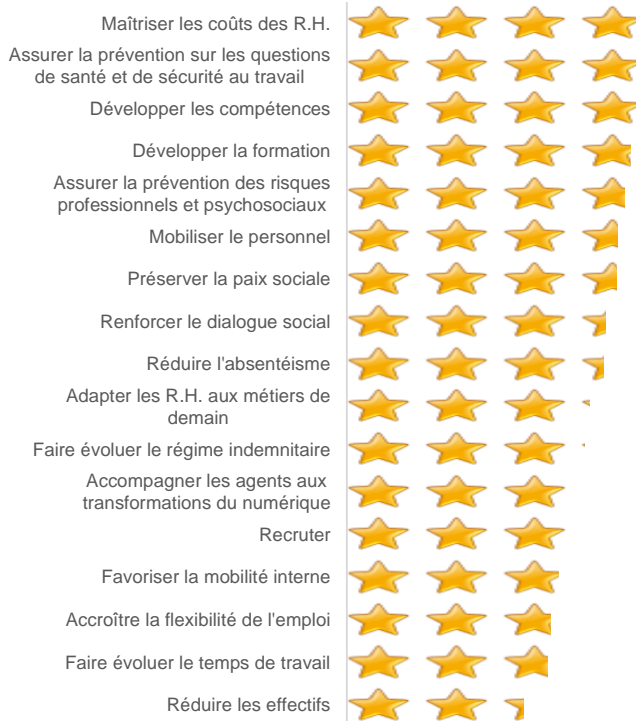 Maîtriser les coûts des R.H.
Assurer la prévention sur les questions
de santé et de sécurité au travail
Développer les compétences
Développer la formation
Assurer la prévention des risques
professionnels et psychosociaux
Mobiliser le personnel
Préserver la paix sociale
Renforcer le dialogue social
Réduire l'absentéisme
Adapter les R.H. aux métiers de
demain
Faire évoluer le régime indemnitaire
Accompagner les agents aux
transformations du numérique
Recruter
Favoriser la mobilité interne
Accroître la flexibilité de l'emploi
Faire évoluer le temps de travail
Réduire les effectifs